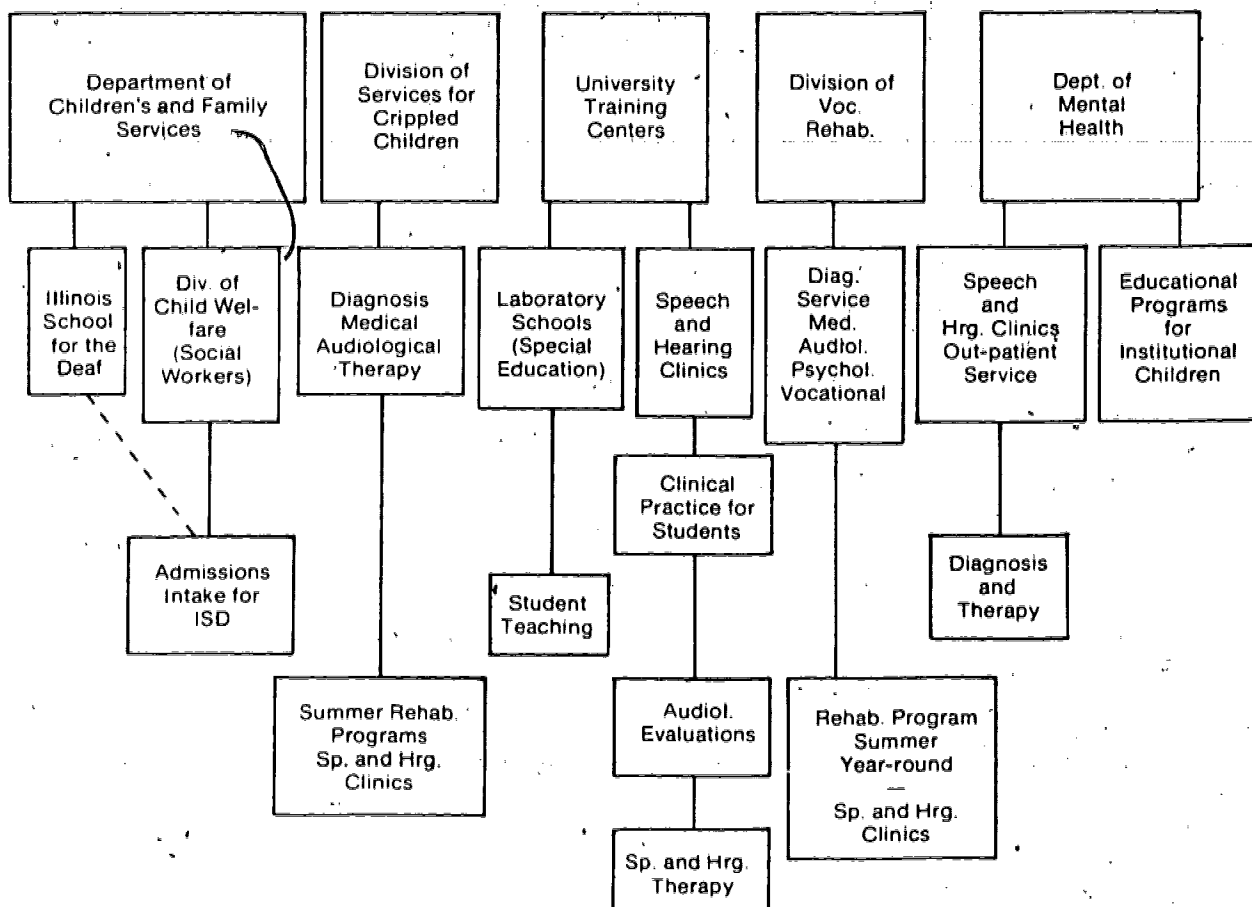 Department of
Children's and Family
Services
Division of
Services for
Crippled
Children
University
Training
Centers
Division of
Voc.
Rehab.
Dept. of
Mental
Health
Illinois
School
for the
Deaf
Div. of
Child Wel-
fare
(Social
Workers)
Diagnosis
Medical
Audiological
Therapy
Laboratory
Schools
(Special
Education)
Speech
and
Hearing
Clinics
Diag.
Service
Med.
Audiol.
Psychol.
Vocational
Speech
and
Hrg. Clinics
Out-patient
Service
Educational
Programs
for
Institutional
Children
Clinical
Practice for
Students
Admissions
Intake for
ISD
Student
Teaching
Diagnosis
and
Therapy
Summer Rehab.
Programs
Sp. and Hrg.
Clinics
Audiol.
Evaluations
Rehab. Program
Summer
Year-round
—
Sp. and Hrg.
Clinics
Sp. and Hrg.
Therapy